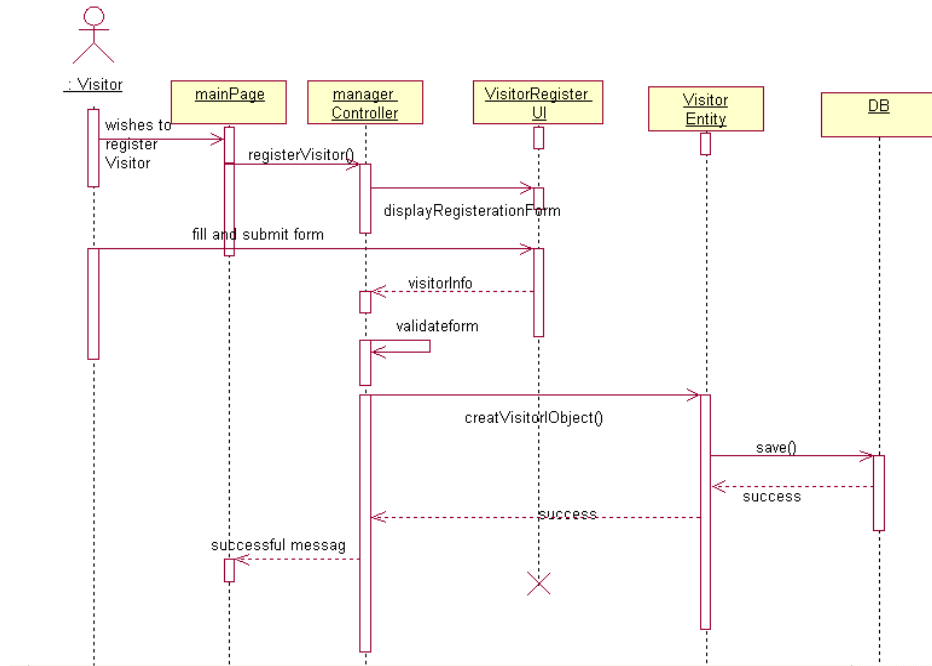 : Visitor
mainPage
manager
Controller
VisitorRegister
UI
Visitor
Entity
DB
wishes to
register
Visitor
registerVisitor()
displayRegisterationForm
fill and submit form
visitorInfo
validateform
creatVisitorlObject()
save()
success
success
successful messag